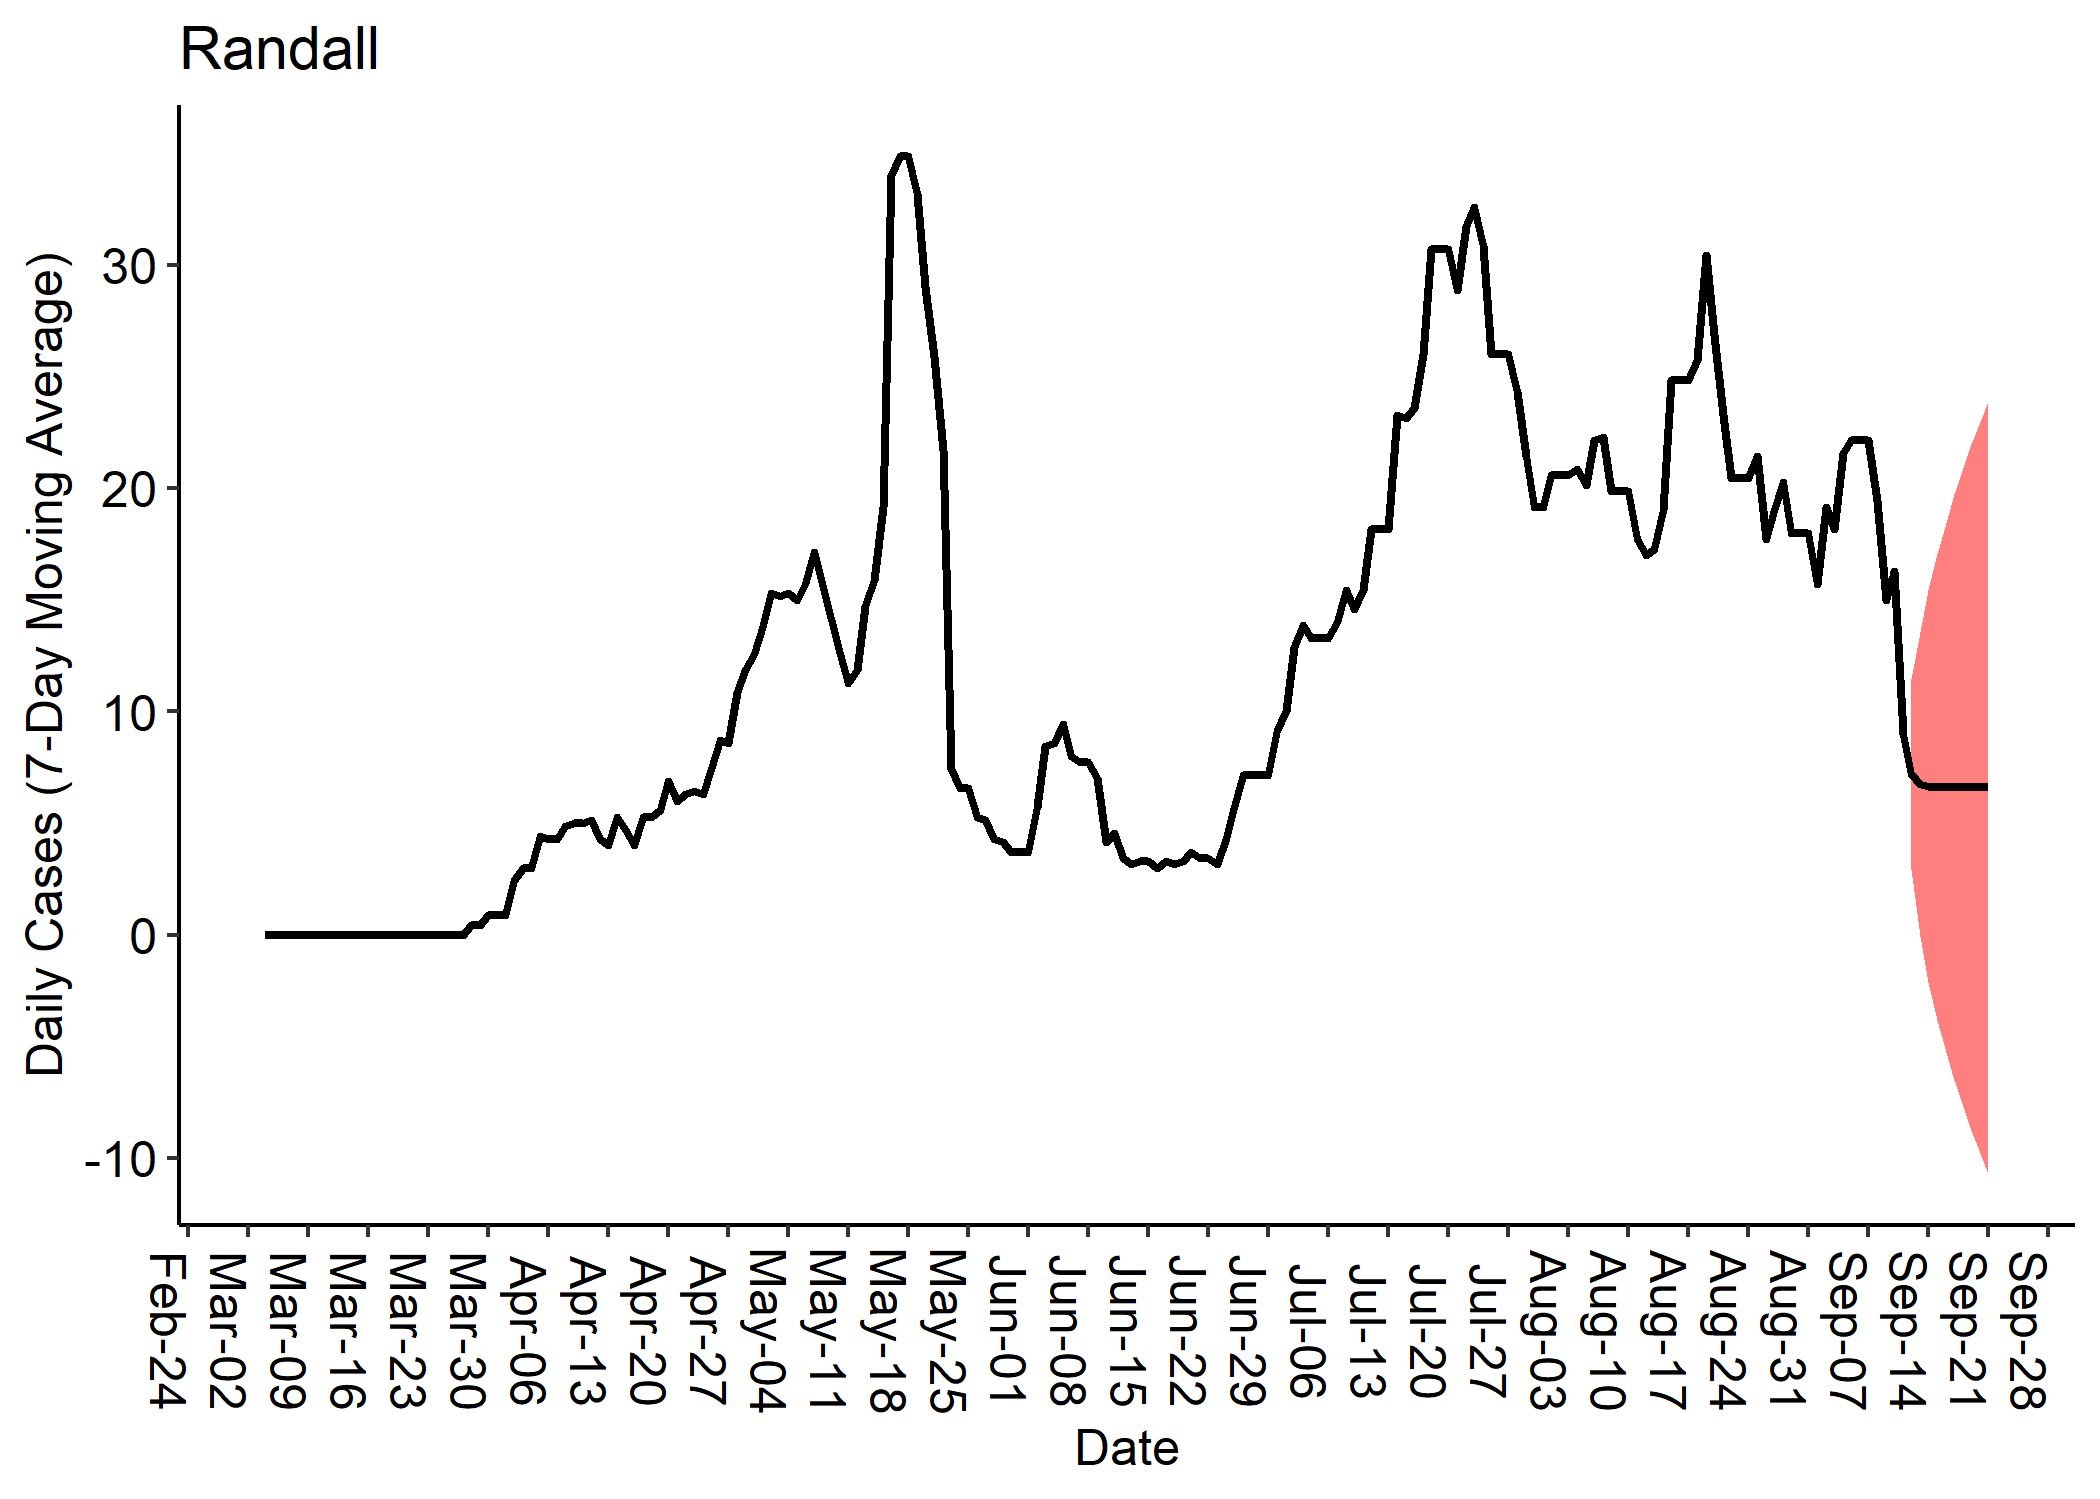 Randall
Daily Cases (7-Day Moving Average)
30
20
10
0
-10
Feb-24
Mar-02
Mar-09
Mar-16
Mar-23
Mar-30
Apr-06
Apr-13
Apr-20
Apr-27
May-04
May-11
May-18
May-25
Jun-01
Jun-08
Jun-15
Jun-22
Jun-29
Jul-06
Jul-13
Jul-20
Jul-27
Aug-03
Aug-10
Aug-17
Aug-24
Aug-31
Sep-07
Sep-14
Sep-21
Sep-28
Date